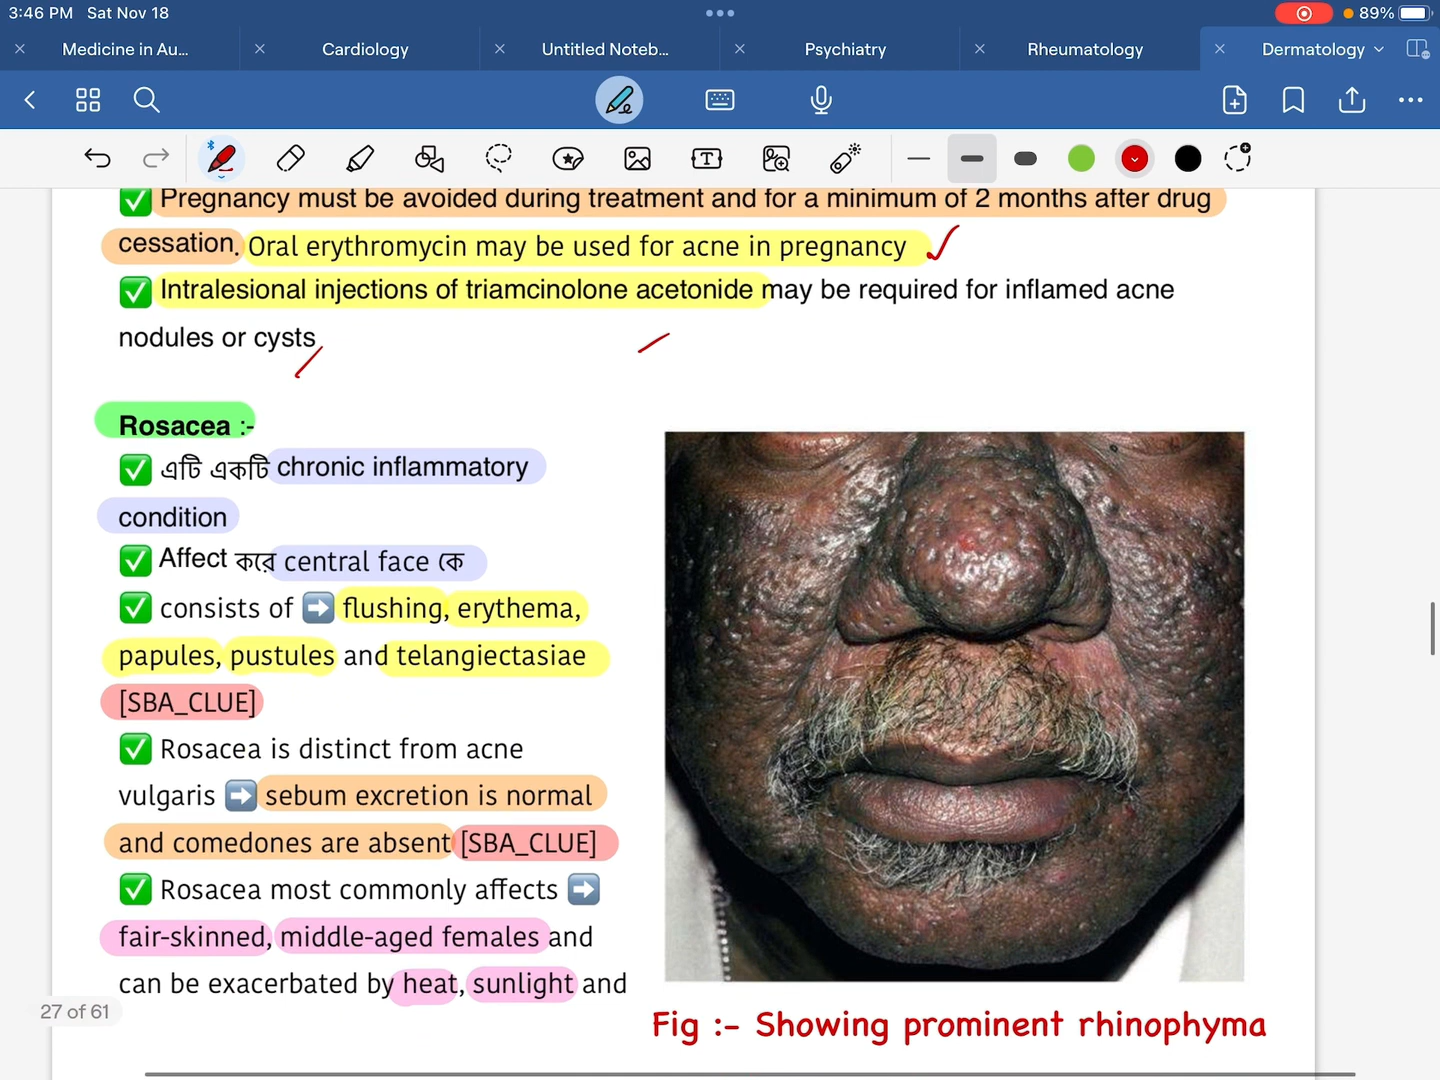 3:46 PM Sat Nov 18
89%
Medicine in Au...
Cardiology
Untitled Noteb...
Psychiatry
Rheumatology
Dermatology
Pregnancy must be avoided during treatment and for a minimum of 2 months after drug
cessation. Oral erythromycin may be used for acne in pregnancy
Intralesional injections of triamcinolone acetonide may be required for inflamed acne
nodules or cysts
Rosacea :-
এটি একটি chronic inflammatory
condition
Affect করে central face কে
consists of ➡️ flushing, erythema,
papules, pustules and telangiectasiae
[SBA_CLUE]
Rosacea is distinct from acne
vulgaris ➡️ sebum excretion is normal
and comedones are absent [SBA_CLUE]
Rosacea most commonly affects ➡️
fair-skinned, middle-aged females and
can be exacerbated by heat, sunlight and
27 of 61
Fig :- Showing prominent rhinophyma